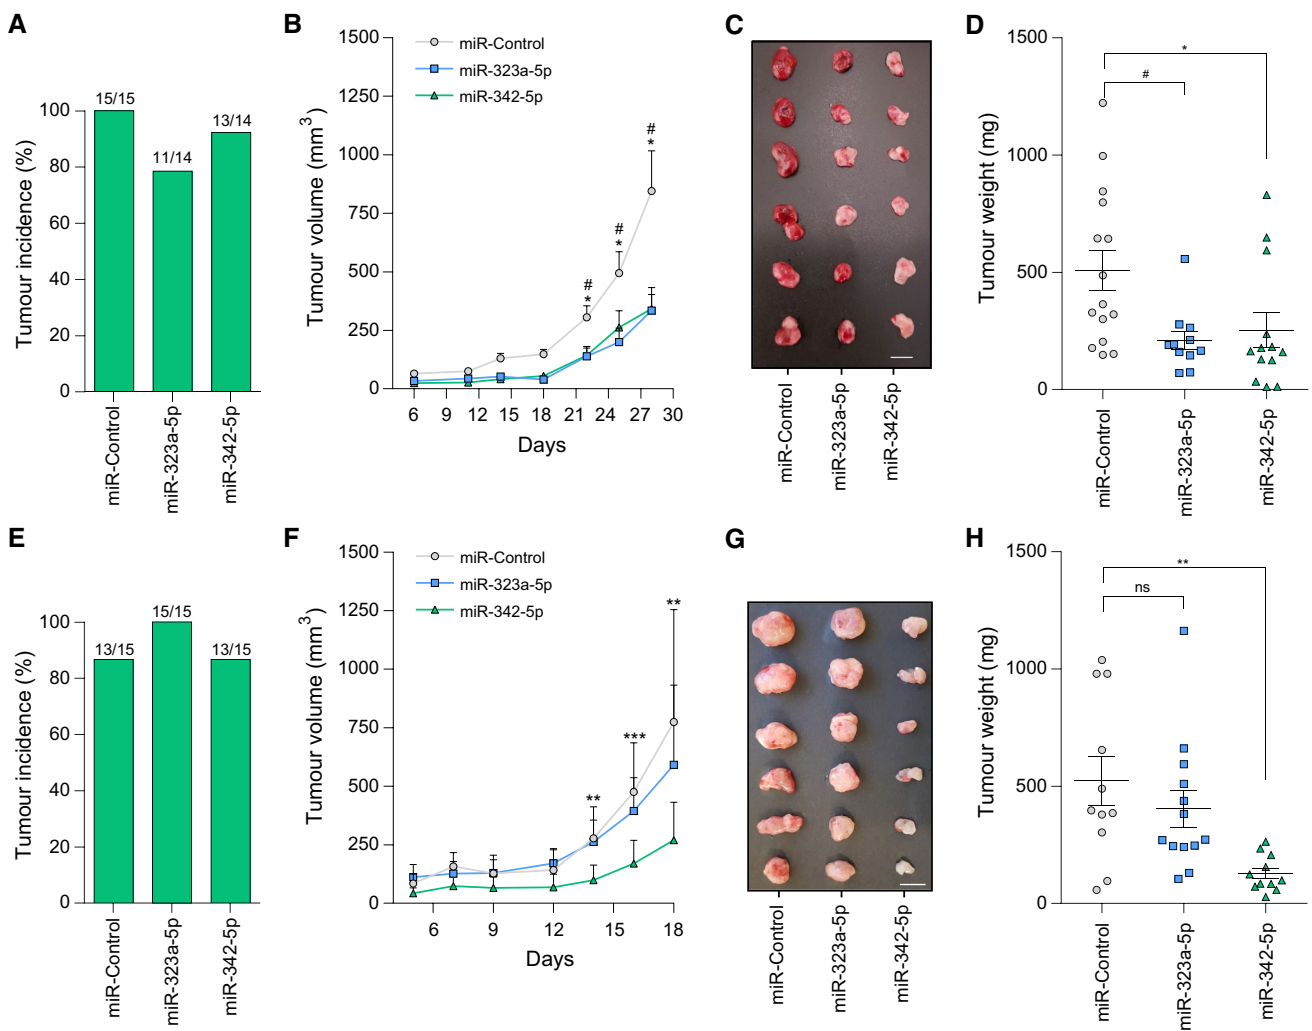 A
Tumour incidence (%)
100
80
60
40
20
0
15/15
11/14
13/14
miR-Control
miR-323a-5p
miR-342-5p
B
Tumour volume (mm3)
1500
1250
1000
750
500
250
0
miR-Control
miR-323a-5p
miR-342-5p
#
*
#
*
#
*
6 9 12 15 18 21 24 27 30
Days
C
miR-Control
miR-323a-5p
miR-342-5p
D
Tumour weight (mg)
1500
1000
500
0
*
#
miR-Control
miR-323a-5p
miR-342-5p
E
Tumour incidence (%)
100
80
60
40
20
0
13/15
15/15
13/15
miR-Control
miR-323a-5p
miR-342-5p
F
Tumour volume (mm3)
1500
1250
1000
750
500
250
0
miR-Control
miR-323a-5p
miR-342-5p
**
***
**
6 9 12 15 18
Days
G
miR-Control
miR-323a-5p
miR-342-5p
H
Tumour weight (mg)
1500
1000
500
0
**
ns
miR-Control
miR-323a-5p
miR-342-5p